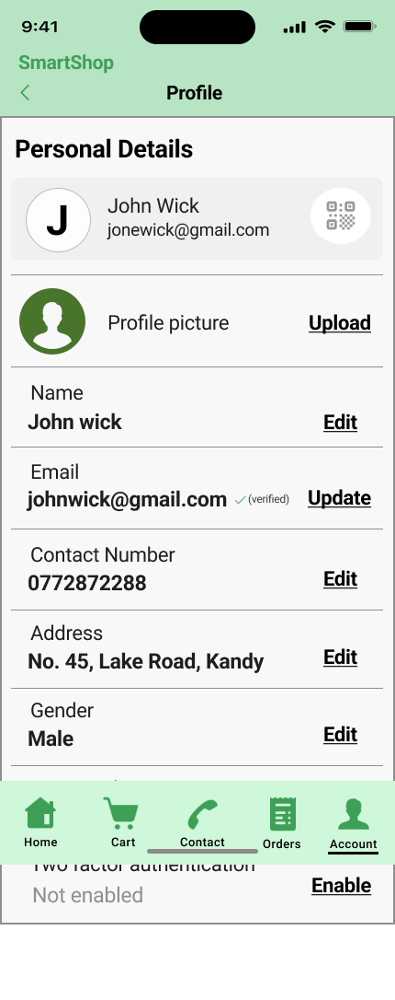 9:41
SmartShop
Profile
Personal Details
J
John Wick
jonewick@gmail.com
Profile picture
Upload
Name
John wick
Edit
Email
johnwick@gmail.com
(verified)
Update
Contact Number
0772872288
Edit
Address
No. 45, Lake Road, Kandy
Edit
Gender
Male
Edit
Home
Cart
Contact
Orders
Account
Two factor authentication
Not enabled
Enable